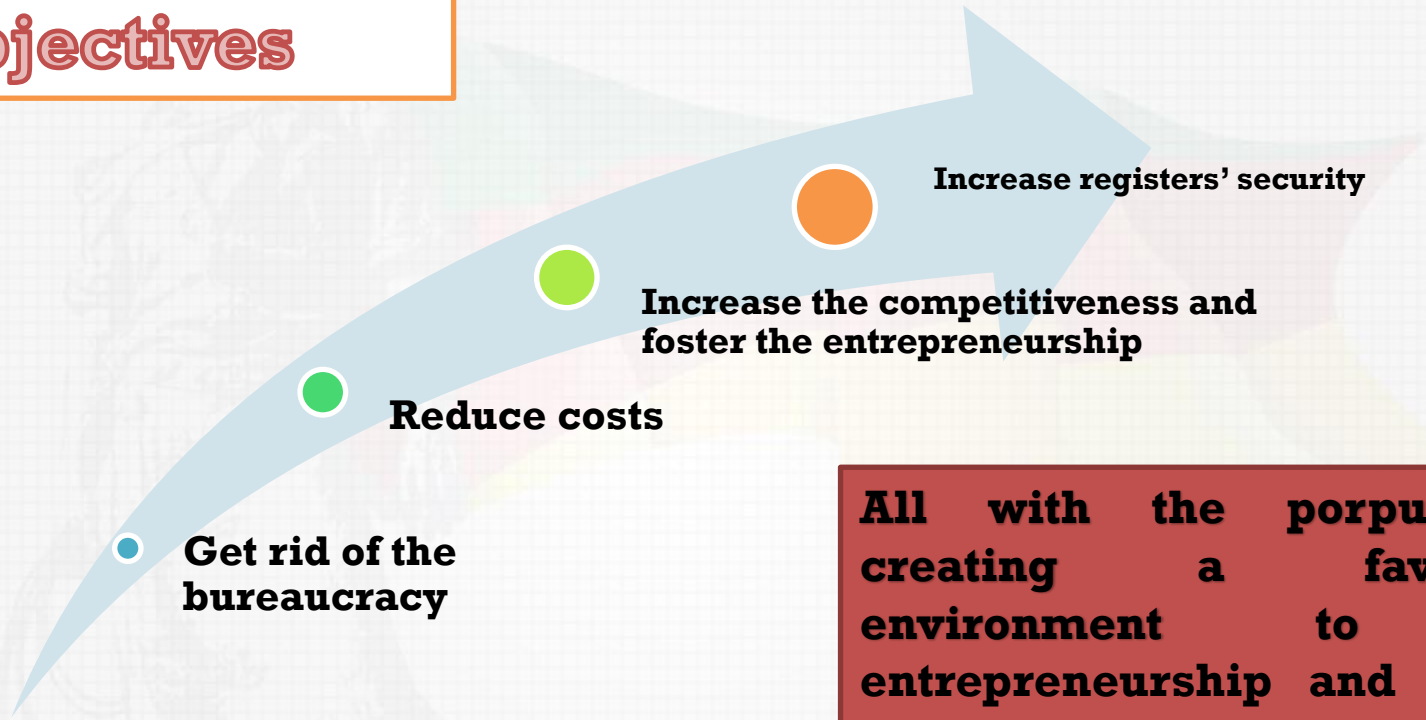 jectives
Increase registers’ security
Increase the competitiveness and
foster the entrepreneurship
Reduce costs
Get rid of the
bureaucracy
All with the porpu
creating a fav
environment to
entrepreneurship and